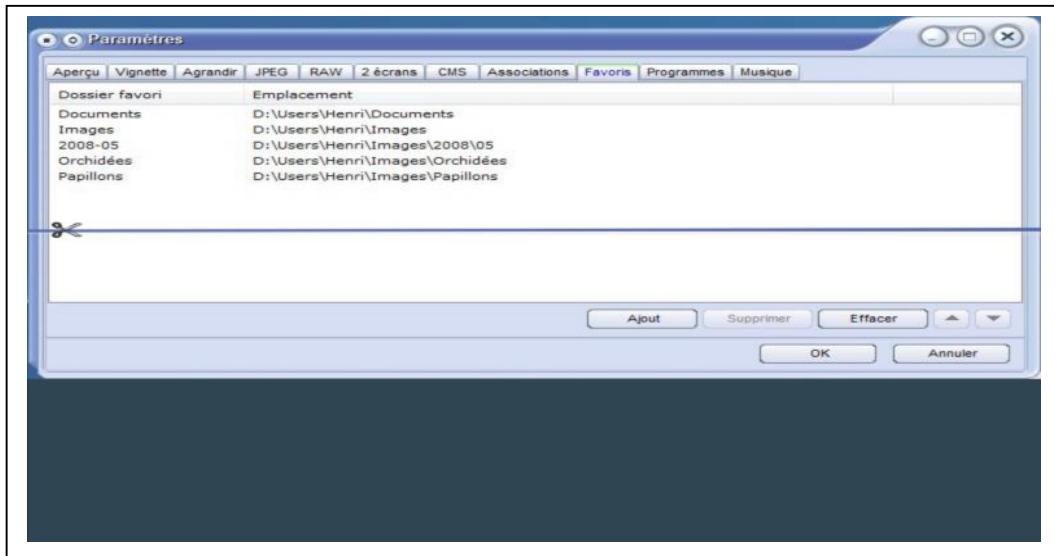 Paramètres
Aperçu Vignette Agrandir JPEG RAW 2 écrans CMS Associations Favoris Programmes Musique
Dossier favori Emplacement
Documents D:\Users\Henri\Documents
Images D:\Users\Henri\Images
2008-05 D:\Users\Henri\Images\2008\05
Orchidées D:\Users\Henri\Images\Orchidées
Papillons D:\Users\Henri\Images\Papillons
Ajout Supprimer Effacer
OK Annuler